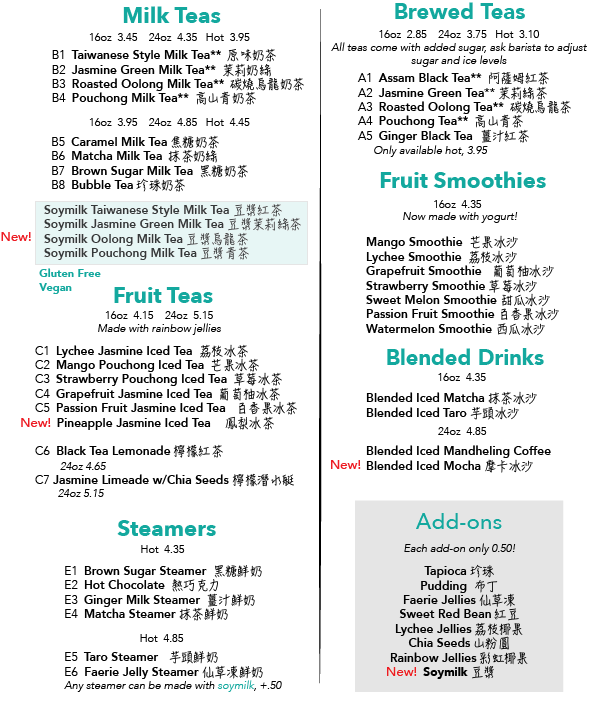 Milk Teas
16oz 3.45 24oz 4.35 Hot 3.95
B1 Taiwanese Style Milk Tea** 原味奶茶
B2 Jasmine Green Milk Tea** 茉莉奶綠
B3 Roasted Oolong Milk Tea** 碳燒烏龍奶茶
B4 Pouchong Milk Tea** 高山青奶茶
16oz 3.95 24oz 4.85 Hot 4.45
B5 Caramel Milk Tea 焦糖奶茶
B6 Matcha Milk Tea 抹茶奶綠
B7 Brown Sugar Milk Tea 黑糖奶茶
B8 Bubble Tea 珍珠奶茶
Soymilk Taiwanese Style Milk Tea 豆漿紅茶
Soymilk Jasmine Green Milk Tea 豆漿茉莉綠茶
New! Soymilk Oolong Milk Tea 豆漿烏龍茶
Soymilk Pouchong Milk Tea 豆漿青茶
Gluten Free
Vegan
Fruit Teas
16oz 4.15 24oz 5.15
Made with rainbow jellies
C1 Lychee Jasmine Iced Tea 荔枝冰茶
C2 Mango Pouchong Iced Tea 芒果冰茶
C3 Strawberry Pouchong Iced Tea 草莓冰茶
C4 Grapefruit Jasmine Iced Tea 葡萄柚冰茶
C5 Passion Fruit Jasmine Iced Tea 百香果冰茶
New! Pineapple Jasmine Iced Tea 鳳梨冰茶
C6 Black Tea Lemonade 檸檬紅茶
24oz 4.65
C7 Jasmine Limeade w/Chia Seeds 檸檬潛水艇
24oz 5.15
Steamers
Hot 4.35
E1 Brown Sugar Steamer 黑糖鮮奶
E2 Hot Chocolate 熱巧克力
E3 Ginger Milk Steamer 薑汁鮮奶
E4 Matcha Steamer 抹茶鮮奶
Hot 4.85
E5 Taro Steamer 芋頭鮮奶
E6 Faerie Jelly Steamer 仙草凍鮮奶
Any steamer can be made with soymilk, +.50
Brewed Teas
16oz 2.85 24oz 3.75 Hot 3.10
All teas come with added sugar, ask barista to adjust
sugar and ice levels
A1 Assam Black Tea** 阿薩姆紅茶
A2 Jasmine Green Tea** 茉莉綠茶
A3 Roasted Oolong Tea** 碳燒烏龍茶
A4 Pouchong Tea** 高山青茶
A5 Ginger Black Tea 薑汁紅茶
Only available hot, 3.95
Fruit Smoothies
16oz 4.35
Now made with yogurt!
Mango Smoothie 芒果冰沙
Lychee Smoothie 荔枝冰沙
Grapefruit Smoothie 葡萄柚冰沙
Strawberry Smoothie 草莓冰沙
Sweet Melon Smoothie 甜瓜冰沙
Passion Fruit Smoothie 百香果冰沙
Watermelon Smoothie 西瓜冰沙
Blended Drinks
16oz 4.35
Blended Iced Matcha 抹茶冰沙
Blended Iced Taro 芋頭冰沙
24oz 4.85
Blended Iced Mandheling Coffee
New! Blended Iced Mocha 摩卡冰沙
Add-ons
Each add-on only 0.50!
Tapioca 珍珠
Pudding 布丁
Faerie Jellies 仙草凍
Sweet Red Bean 紅豆
Lychee Jellies 荔枝椰果
Chia Seeds 山粉圓
Rainbow Jellies 彩虹椰果
New! Soymilk 豆漿